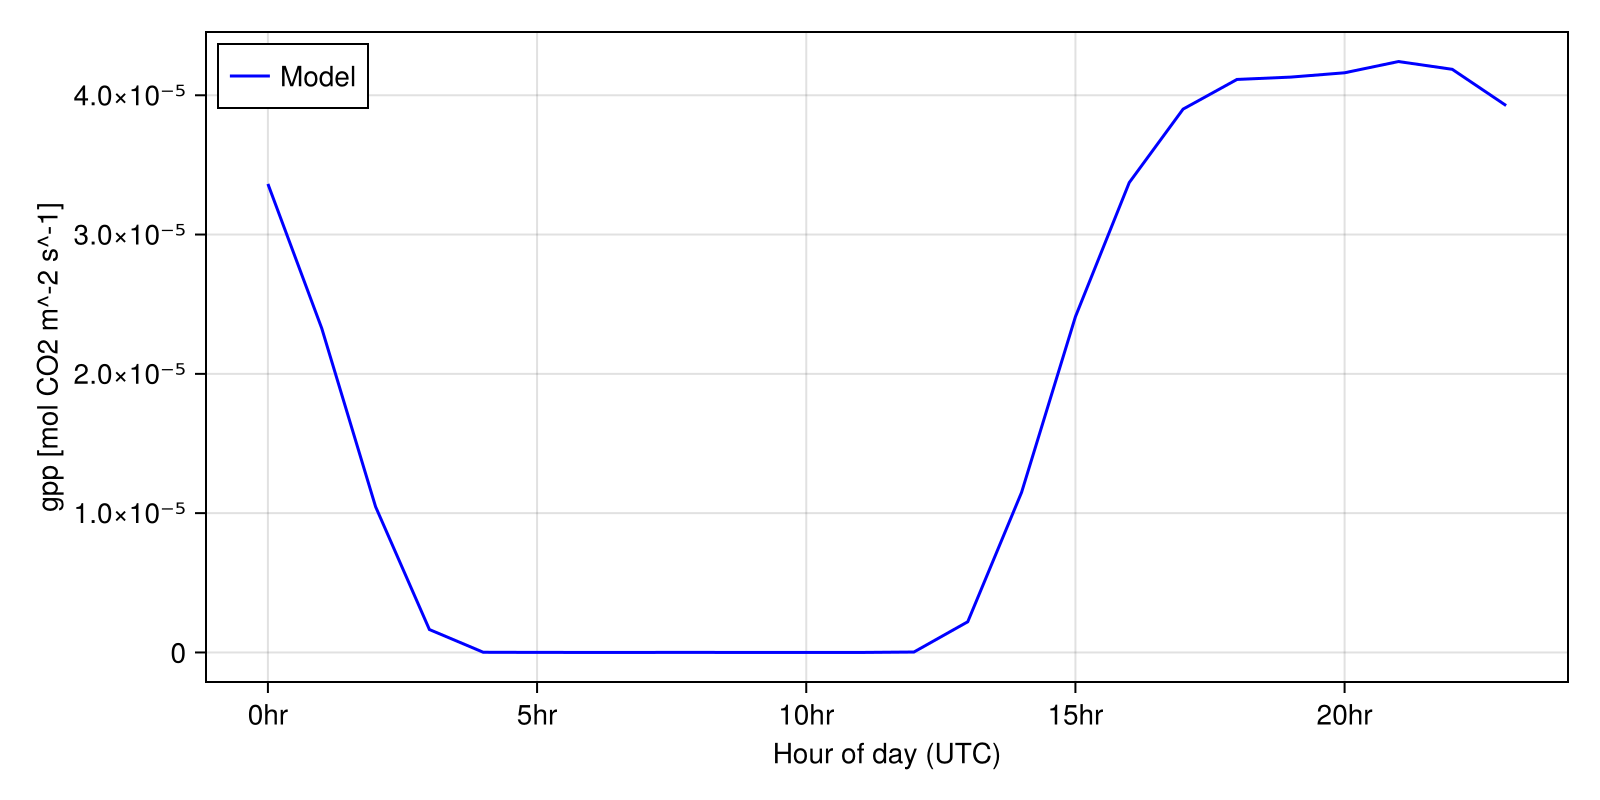 Model
4.0×10⁻⁵
3.0×10⁻⁵
2.0×10⁻⁵
1.0×10⁻⁵
0
gpp [mol CO2 m^-2 s^-1]
0hr 5hr 10hr 15hr 20hr
Hour of day (UTC)